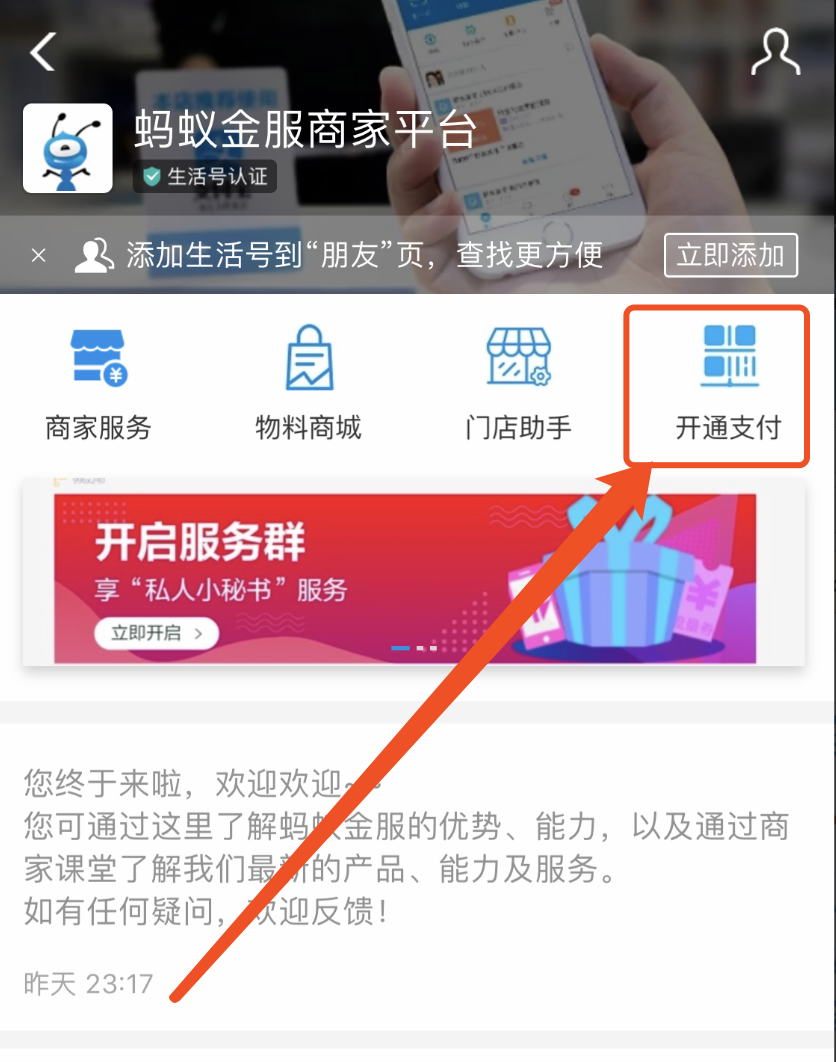 蚂蚁金服商家平台
生活号认证
添加生活号到“朋友”页，查找更方便
立即添加
商家服务
物料商城
门店助手
开通支付
开启服务群
享“私人小秘书”服务
立即开启
您终于来啦，欢迎欢迎~~
您可通过这里了解蚂蚁金服的优势、能力，以及通过商
家课堂了解我们最新的产品、能力及服务。
如有任何疑问，欢迎反馈！
昨天 23:17